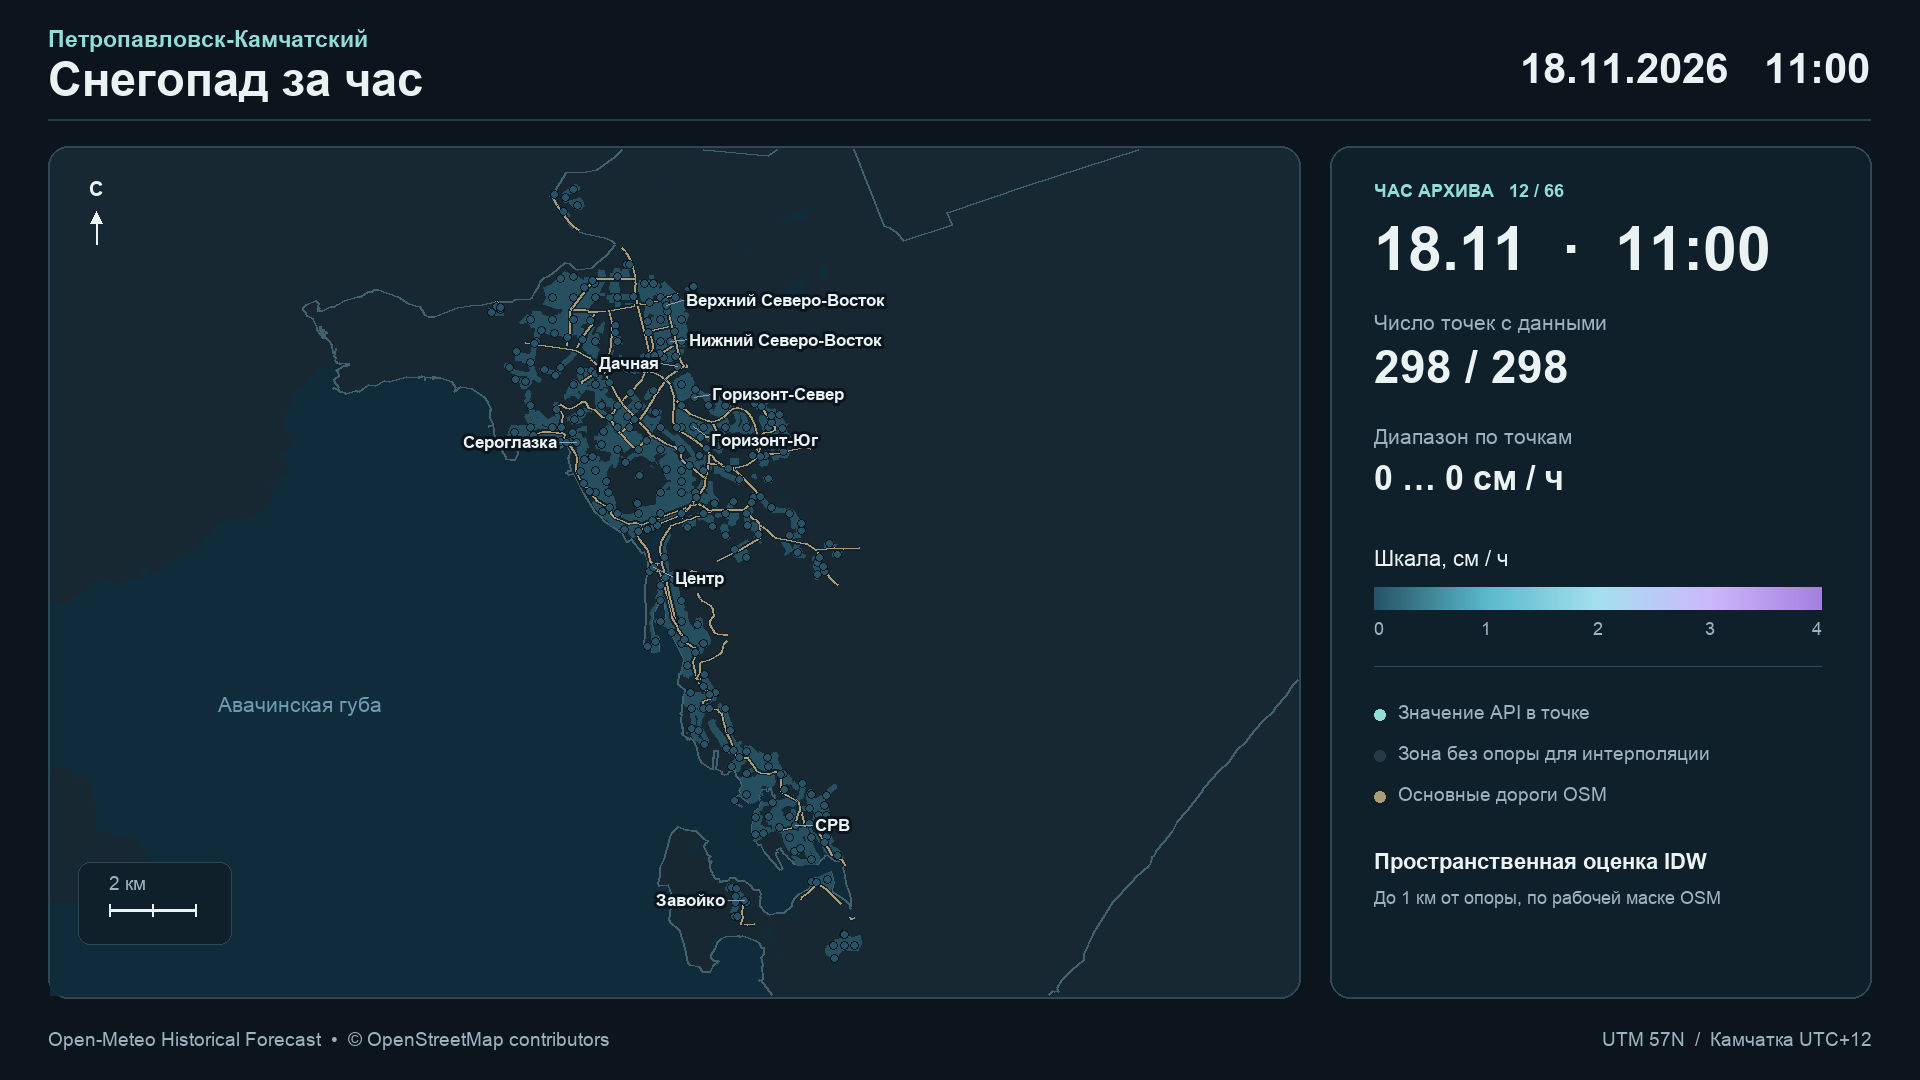 Петропавловск-Камчатский
Снегопад за час
18.11.2026 11:00
С
Верхний Северо-Восток
Нижний Северо-Восток
Дачная
Горизонт-Север
Горизонт-Юг
Сероглазка
Центр
Авачинская губа
СРВ
Завойко
2 км
ЧАС АРХИВА 12 / 66
18.11 · 11:00
Число точек с данными
298 / 298
Диапазон по точкам
0 … 0 см / ч
Шкала, см / ч
0 1 2 3 4
Значение API в точке
Зона без опоры для интерполяции
Основные дороги OSM
Пространственная оценка IDW
До 1 км от опоры, по рабочей маске OSM
Open-Meteo Historical Forecast • © OpenStreetMap contributors
UTM 57N / Камчатка UTC+12